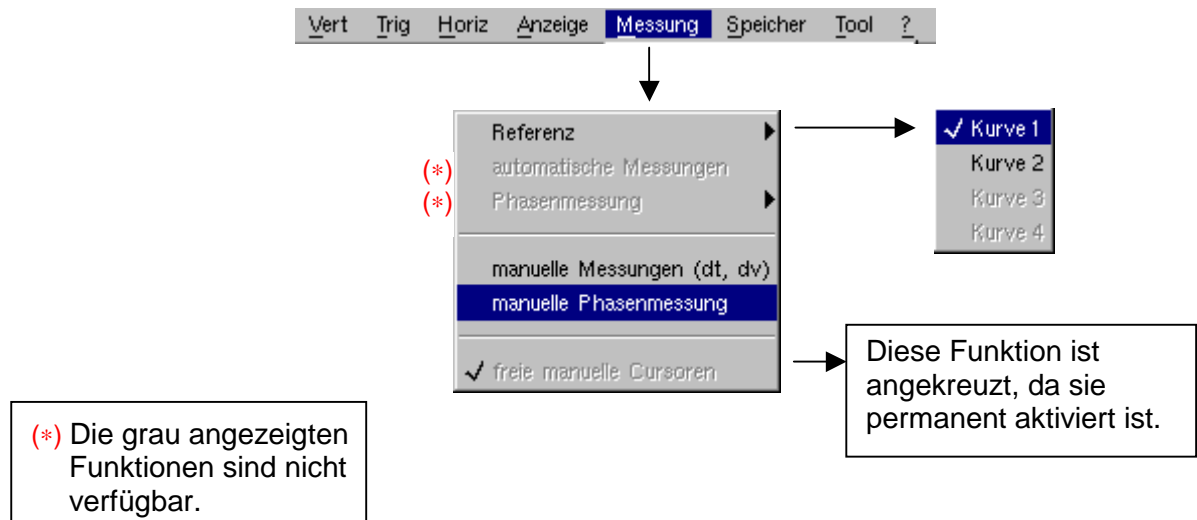 Vert Trig Horiz Anzeige Messung Speicher Tool ?
Referenz
(*) automatische Messungen
(*) Phasenmessung
manuelle Messungen (dt, dv)
manuelle Phasenmessung
✓ freie manuelle Cursoren
✓ Kurve 1
Kurve 2
Kurve 3
Kurve 4
Diese Funktion ist
angekreuzt, da sie
permanent aktiviert ist.
(*) Die grau angezeigten
Funktionen sind nicht
verfügbar.